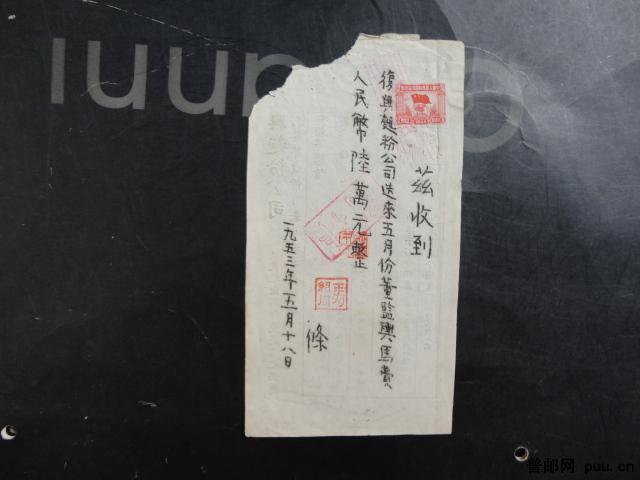 茲收到
復興麵粉公司送来五月份董監輿馬費
人民幣陸萬元整
條
一九五三年五月十八日
普邮网 puu.cn